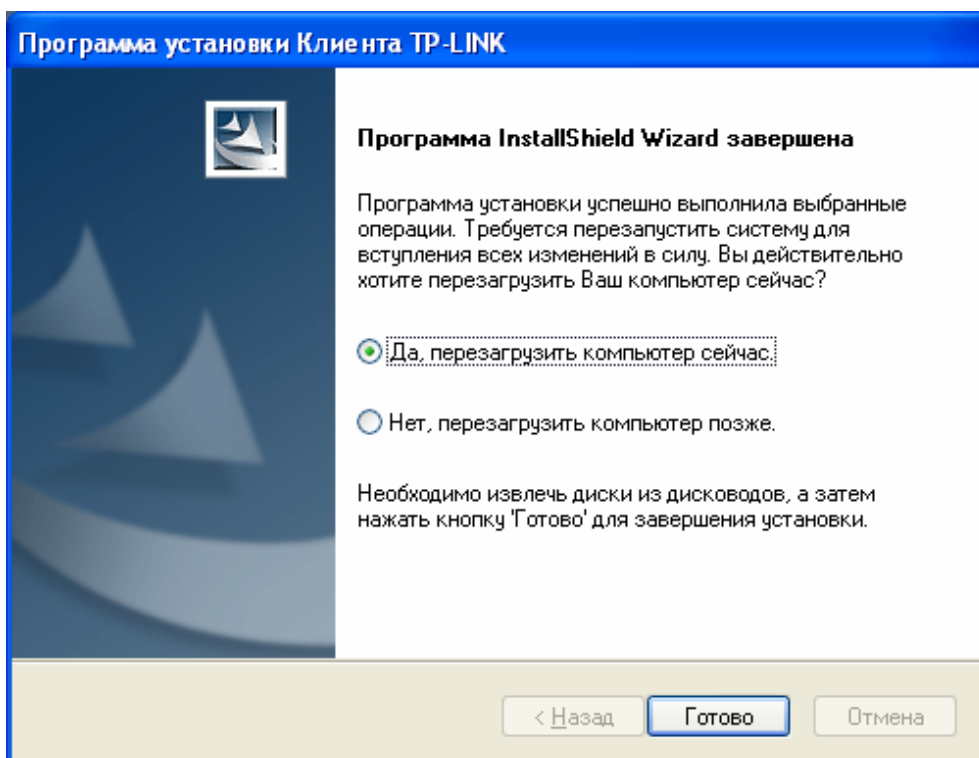 Программа установки Клиента TP-LINK
Программа InstallShield Wizard завершена
Программа установки успешно выполнила выбранные
операции. Требуется перезапустить систему для
вступления всех изменений в силу. Вы действительно
хотите перезагрузить Ваш компьютер сейчас?
Да, перезагрузить компьютер сейчас.
Нет, перезагрузить компьютер позже.
Необходимо извлечь диски из дисководов, а затем
нажать кнопку 'Готово' для завершения установки.
< Назад Готово Отмена